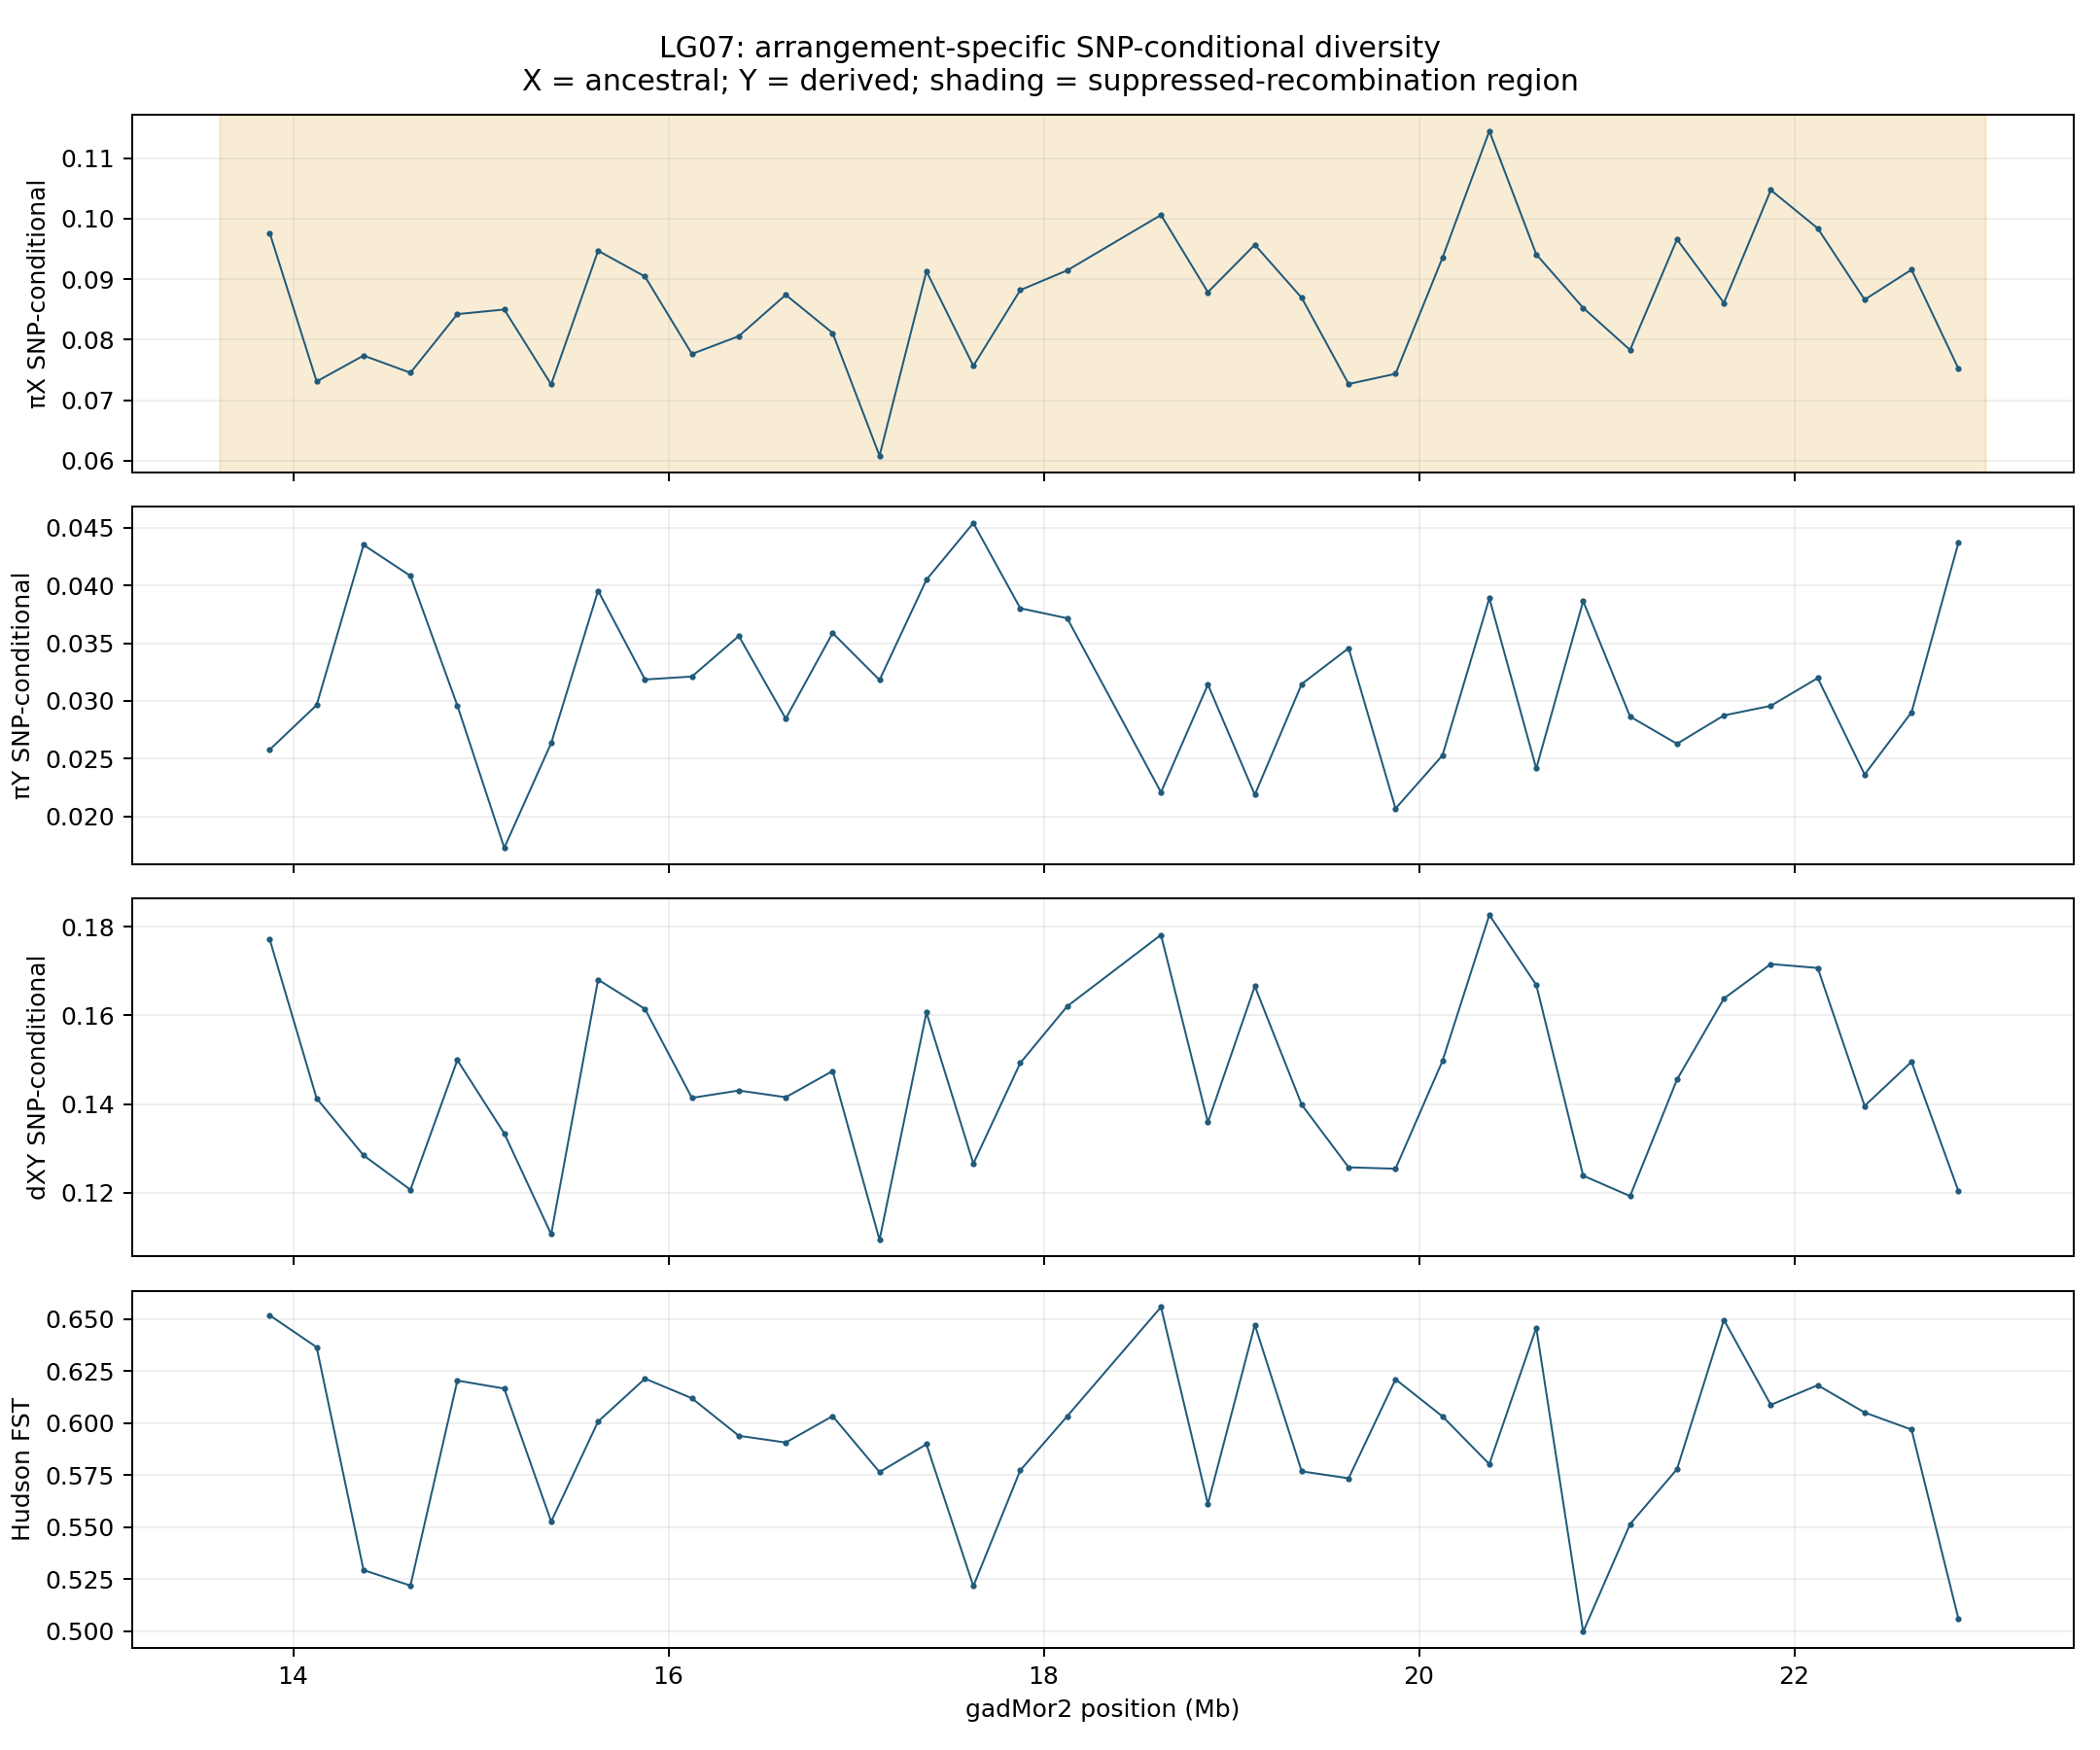 LG07: arrangement-specific SNP-conditional diversity
X = ancestral; Y = derived; shading = suppressed-recombination region
πX SNP-conditional
0.11
0.10
0.09
0.08
0.07
0.06
πY SNP-conditional
0.045
0.040
0.035
0.030
0.025
0.020
dXY SNP-conditional
0.18
0.16
0.14
0.12
Hudson FST
0.650
0.625
0.600
0.575
0.550
0.525
0.500
14 16 18 20 22
gadMor2 position (Mb)